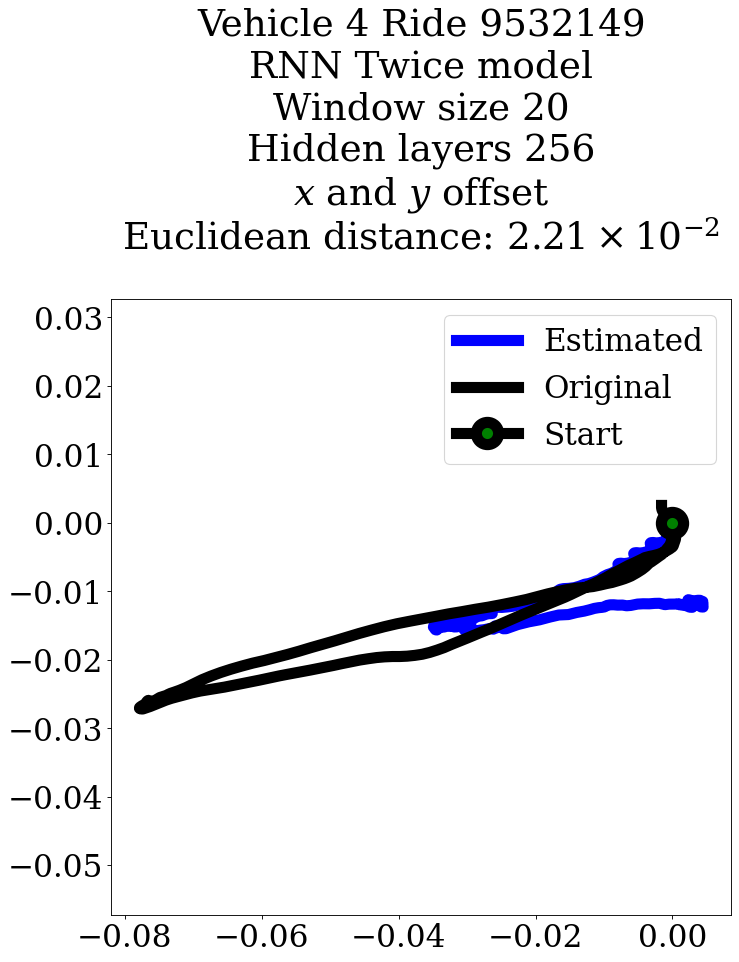 Vehicle 4 Ride 9532149
RNN Twice model
Window size 20
Hidden layers 256
x and y offset
Euclidean distance: 2.21 × 10⁻²
Estimated
Original
Start
0.03
0.02
0.01
0.00
−0.01
−0.02
−0.03
−0.04
−0.05
−0.08 −0.06 −0.04 −0.02 0.00